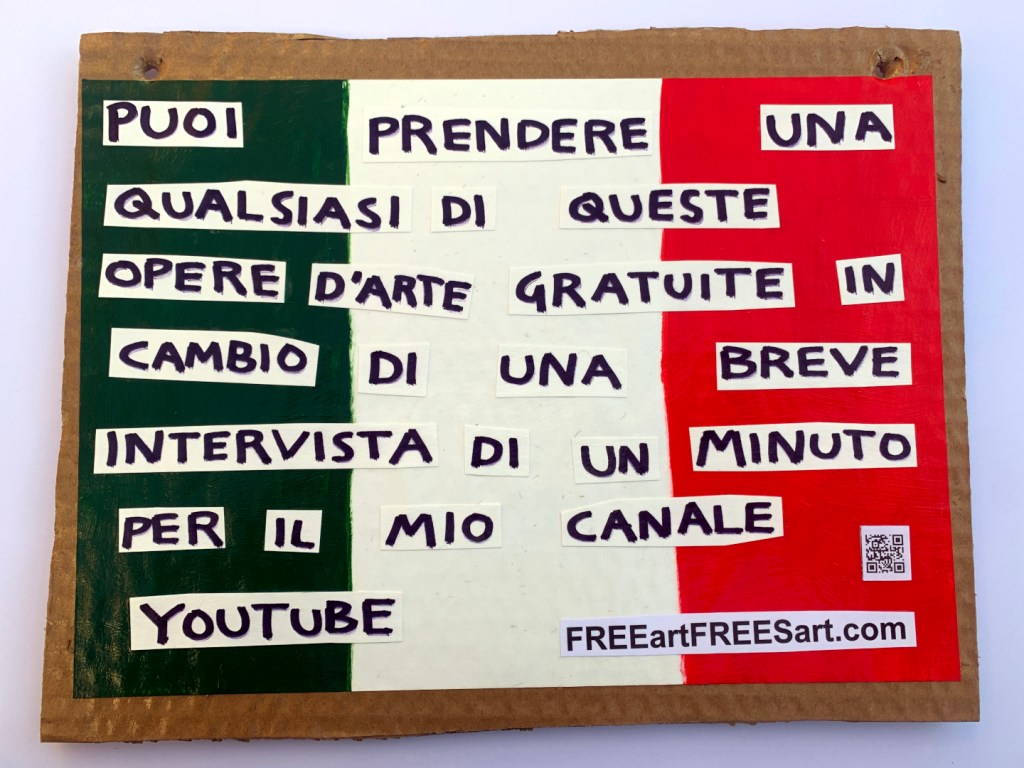 PUOI PRENDERE UNA
QUALSIASI DI QUESTE
OPERE D'ARTE GRATUITE IN
CAMBIO DI UNA BREVE
INTERVISTA DI UN MINUTO
PER IL MIO CANALE
YOUTUBE
FREEartFREESart.com